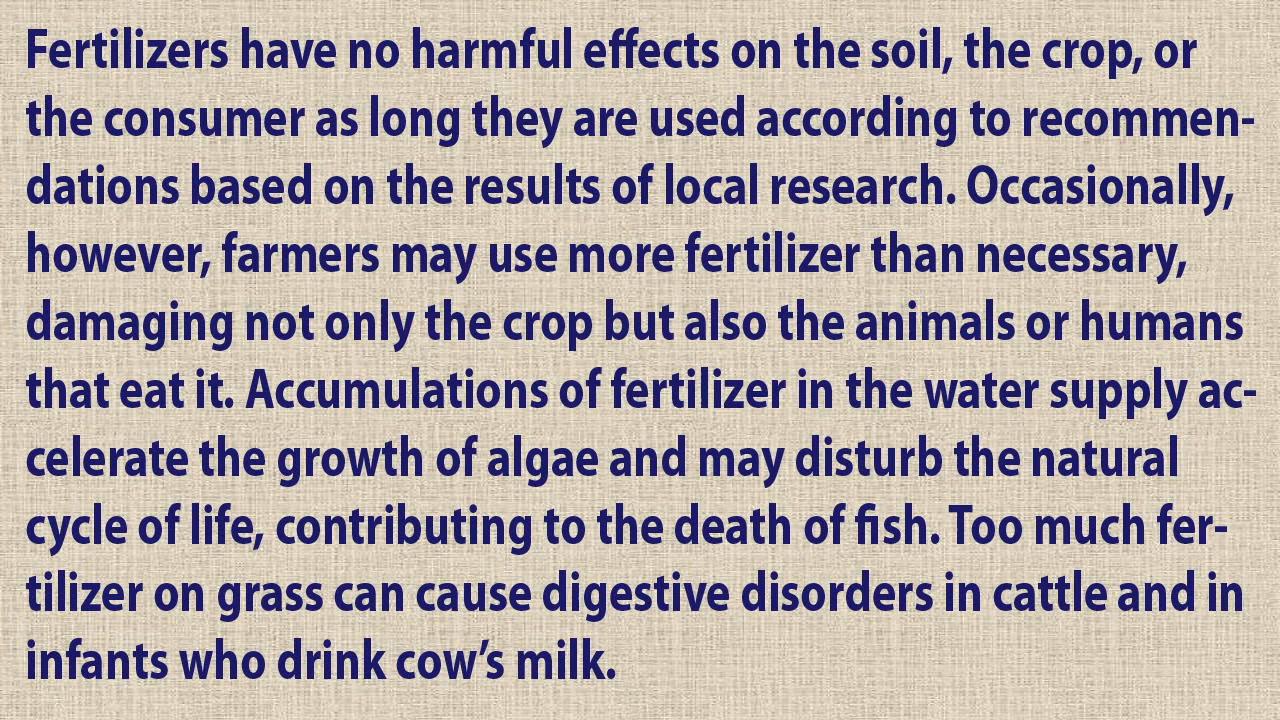 Fertilizers have no harmful effects on the soil, the crop, or
the consumer as long they are used according to recommen-
dations based on the results of local research. Occasionally,
however, farmers may use more fertilizer than necessary,
damaging not only the crop but also the animals or humans
that eat it. Accumulations of fertilizer in the water supply ac-
celerate the growth of algae and may disturb the natural
cycle of life, contributing to the death of fish. Too much fer-
tilizer on grass can cause digestive disorders in cattle and in
infants who drink cow’s milk.